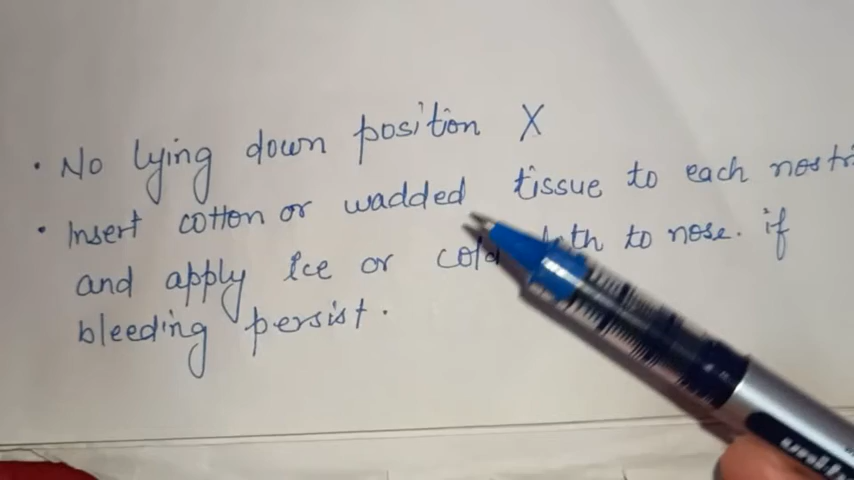 • No lying down position X
• Insert cotton or wadded tissue to each
and apply Ice or to nose. if
bleeding persist.